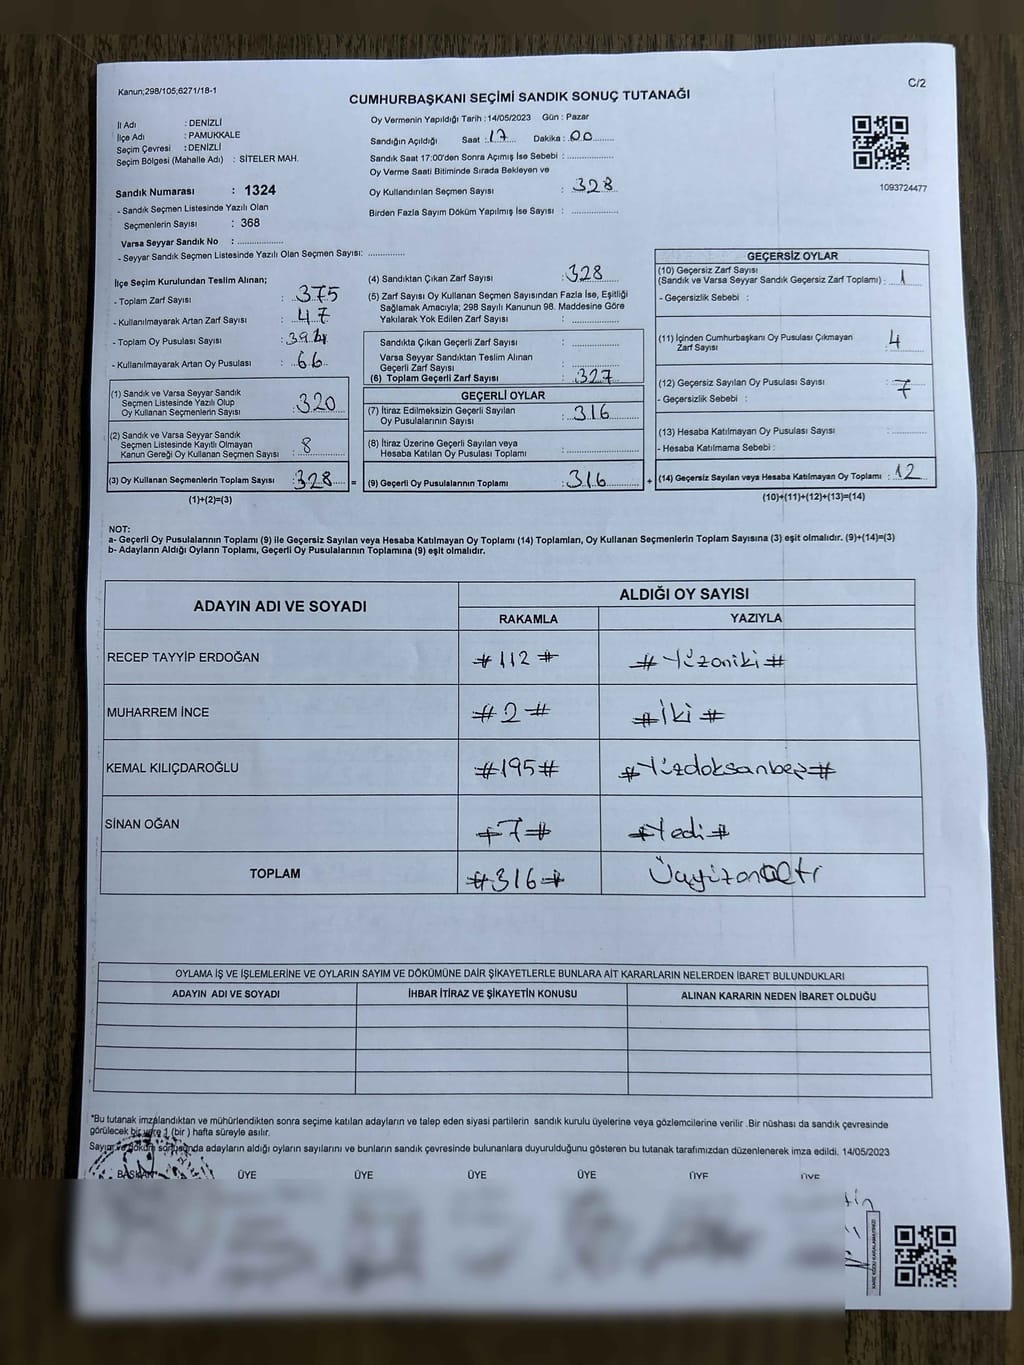 Kanun;298/105,6271/18-1
C/2
CUMHURBAŞKANI SEÇİMİ SANDIK SONUÇ TUTANAĞI
İl Adı : DENİZLİ
İlçe Adı : PAMUKKALE
Seçim Çevresi : DENİZLİ
Seçim Bölgesi (Mahalle Adı) : SİTELER MAH.
Sandık Numarası : 1324
- Sandık Seçmen Listesinde Yazılı Olan
Seçmenlerin Sayısı : 368
Varsa Seyyar Sandık No : ...............
- Seyyar Sandık Seçmen Listesinde Yazılı Olan Seçmen Sayısı: ............
Oy Vermenin Yapıldığı Tarih : 14/05/2023 Gün : Pazar
Sandığın Açıldığı Saat : 17 Dakika : 00
Sandık Saat 17:00'den Sonra Açımış İse Sebebi : ...............
Oy Verme Saati Bitiminde Sırada Bekleyen ve
Oy Kullandırılan Seçmen Sayısı : 328
Birden Fazla Sayım Döküm Yapılmış İse Sayısı : ...............
1093724477
İlçe Seçim Kurulundan Teslim Alınan;
- Toplam Zarf Sayısı : 375
- Kullanılmayarak Artan Zarf Sayısı : 47
- Toplam Oy Pusulası Sayısı :
- Kullanılmayarak Artan Oy Pusulası : 66
(1) Sandık ve Varsa Seyyar Sandık
Seçmen Listesinde Yazılı Olup
Oy Kullanan Seçmenlerin Sayısı : 320
(2) Sandık ve Varsa Seyyar Sandık
Seçmen Listesinde Kayıtlı Olmayan
Kanun Gereği Oy Kullanan Seçmen Sayısı : 8
(3) Oy Kullanan Seçmenlerin Toplam Sayısı : 328 =
(1)+(2)=(3)
(4) Sandıktan Çıkan Zarf Sayısı : 328
(5) Zarf Sayısı Oy Kullanan Seçmen Sayısından Fazla İse, Eşitliği
Sağlamak Amacıyla; 298 Sayılı Kanunun 98. Maddesine Göre
Yakılarak Yok Edilen Zarf Sayısı : ...............
Sandıkta Çıkan Geçerli Zarf Sayısı : ...............
Varsa Seyyar Sandıktan Teslim Alınan
Geçerli Zarf Sayısı : ...............
(6) Toplam Geçerli Zarf Sayısı : 327
GEÇERLİ OYLAR
(7) İtiraz Edilmeksizin Geçerli Sayılan
Oy Pusulalarının Sayısı : 316
(8) İtiraz Üzerine Geçerli Sayılan veya
Hesaba Katılan Oy Pusulası Toplamı : ...............
(9) Geçerli Oy Pusulalarının Toplamı : 316 +
GEÇERSİZ OYLAR
(10) Geçersiz Zarf Sayısı
(Sandık ve Varsa Seyyar Sandık Geçersiz Zarf Toplamı) : 1
- Geçersizlik Sebebi :
(11) İçinden Cumhurbaşkanı Oy Pusulası Çıkmayan
Zarf Sayısı : 4
(12) Geçersiz Sayılan Oy Pusulası Sayısı : 7
- Geçersizlik Sebebi :
(13) Hesaba Katılmayan Oy Pusulası Sayısı : ...............
- Hesaba Katılmama Sebebi :
(14) Geçersiz Sayılan veya Hesaba Katılmayan Oy Toplamı : 12
(10)+(11)+(12)+(13)=(14)
NOT:
a- Geçerli Oy Pusulalarının Toplamı (9) ile Geçersiz Sayılan veya Hesaba Katılmayan Oy Toplamı (14) Toplamları, Oy Kullanan Seçmenlerin Toplam Sayısına (3) eşit olmalıdır. (9)+(14)=(3)
b- Adayların Aldığı Oyların Toplamı, Geçerli Oy Pusulalarının Toplamına (9) eşit olmalıdır.
ADAYIN ADI VE SOYADI
ALDIĞI OY SAYISI
RAKAMLA YAZIYLA
RECEP TAYYİP ERDOĞAN #112# #Yüzoniki#
MUHARREM İNCE #2# #İki#
KEMAL KILIÇDAROĞLU #195# #Yüzdoksanbeş#
SİNAN OĞAN #7# #Yedi#
TOPLAM #316# Üçyüzonaltı
OYLAMA İŞ VE İŞLEMLERİNE VE OYLARIN SAYIM VE DÖKÜMÜNE DAİR ŞİKAYETLERLE BUNLARA AİT KARARLARIN NELERDEN İBARET BULUNDUKLARI
ADAYIN ADI VE SOYADI İHBAR İTİRAZ VE ŞİKAYETİN KONUSU ALINAN KARARIN NEDEN İBARET OLDUĞU
*Bu tutanak imzalandıktan ve mühürlendikten sonra seçime katılan adayların ve talep eden siyasi partilerin sandık kurulu üyelerine veya gözlemcilerine verilir .Bir nüshası da sandık çevresinde
görülecek bir yere 1 (bir ) hafta süreyle asılır.
Sayım ve döküm sonucunda adayların aldığı oyların sayılarını ve bunların sandık çevresinde bulunanlara duyurulduğunu gösteren bu tutanak tarafımızdan düzenlenerek imza edildi. 14/05/2023
BAŞKAN ÜYE ÜYE ÜYE ÜYE ÜYE ÜYE